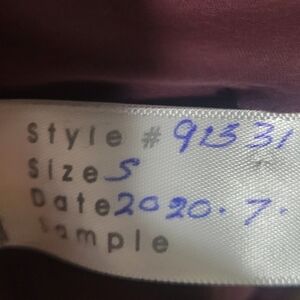 Style # 91331
Size S
Date 2020.7.
Sample